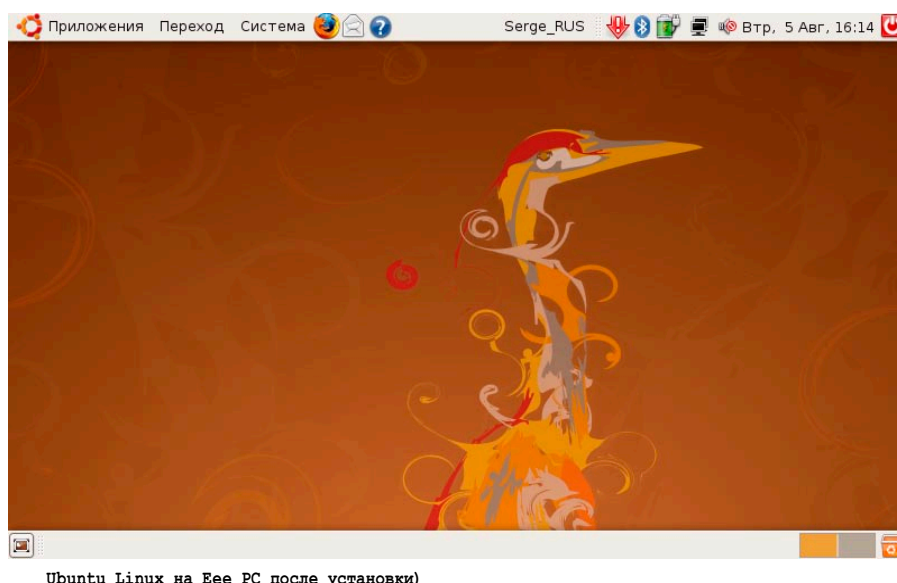 Приложения Переход Система Serge_RUS Втр, 5 Авг, 16:14
Ubuntu Linux на Eee PC после установки)